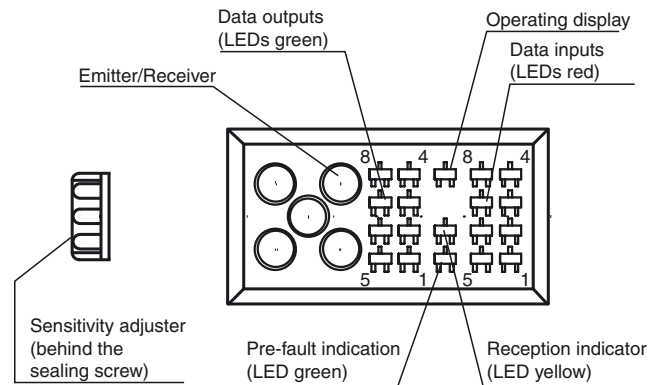 Data outputs
(LEDs green)
Operating display
Data inputs
(LEDs red)
Emitter/Receiver
8 4 8 4
5 1 5 1
Sensitivity adjuster
(behind the
sealing screw)
Pre-fault indication
(LED green)
Reception indicator
(LED yellow)